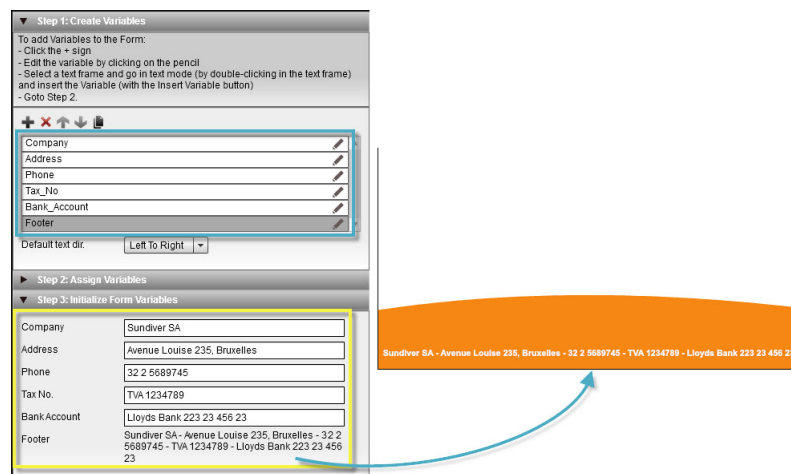 Step 1: Create Variables
To add Variables to the Form:
- Click the + sign
- Edit the variable by clicking on the pencil
- Select a text frame and go in text mode (by double-clicking in the text frame)
and insert the Variable (with the Insert Variable button)
- Goto Step 2.
Company
Address
Phone
Tax_No
Bank_Account
Footer
Default text dir.
Left To Right
Step 2: Assign Variables
Step 3: Initialize Form Variables
Company
Sundiver SA
Address
Avenue Louise 235, Bruxelles
Phone
32 2 5689745
Tax No.
TVA 1234789
Bank Account
Lloyds Bank 223 23 456 23
Footer
Sundiver SA - Avenue Louise 235, Bruxelles - 32 2
5689745 - TVA 1234789 - Lloyds Bank 223 23 456
23
Sundiver SA - Avenue Louise 235, Bruxelles - 32 2 5689745 - TVA 1234789 - Lloyds Bank 223 23 456